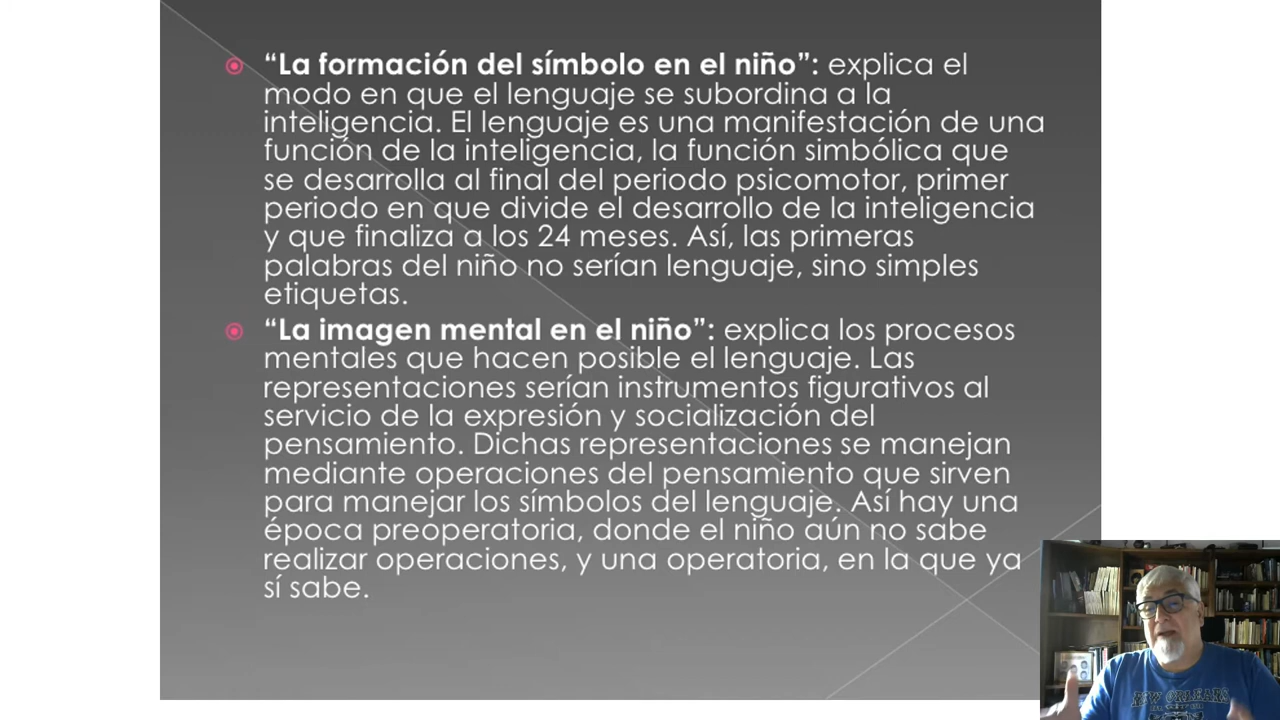 “La formación del símbolo en el niño”: explica el
modo en que el lenguaje se subordina a la
inteligencia. El lenguaje es una manifestación de una
función de la inteligencia, la función simbólica que
se desarrolla al final del periodo psicomotor, primer
periodo en que divide el desarrollo de la inteligencia
y que finaliza a los 24 meses. Así, las primeras
palabras del niño no serían lenguaje, sino simples
etiquetas.
“La imagen mental en el niño”: explica los procesos
mentales que hacen posible el lenguaje. Las
representaciones serían instrumentos figurativos al
servicio de la expresión y socialización del
pensamiento. Dichas representaciones se manejan
mediante operaciones del pensamiento que sirven
para manejar los símbolos del lenguaje. Así hay una
época preoperatoria, donde el niño aún no sabe
realizar operaciones, y una operatoria, en la que ya
sí sabe.
NEW ORLEANS